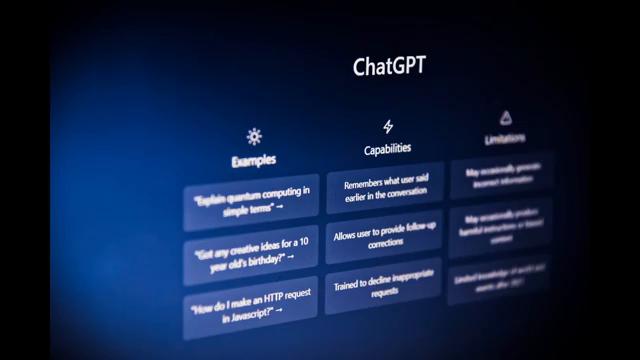 ChatGPT
Examples
"Explain quantum computing in
simple terms" →
"Got any creative ideas for a 10
year old's birthday?" →
"How do I make an HTTP request
in Javascript?" →
Capabilities
Remembers what user said
earlier in the conversation
Allows user to provide follow-up
corrections
Trained to decline inappropriate
requests
Limitations
May occasionally generate
incorrect information
May occasionally produce
harmful instructions or biased
content
Limited knowledge of world and
events after 2021